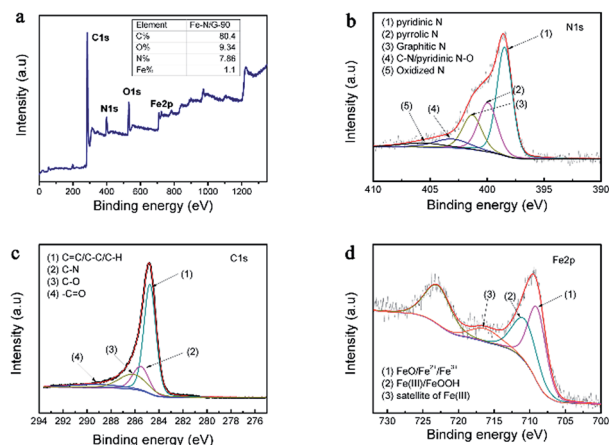 a
Element Fe-N/G-90
C% 80.4
O% 9.34
N% 7.86
Fe% 1.1
C1s
N1s
O1s
Fe2p
Intensity (a.u)
0 200 400 600 800 1000 1200
Binding energy (eV)
b
N1s
(1) pyridinic N
(2) pyrrolic N
(3) Graphitic N
(4) C-N/pyridinic N-O
(5) Oxidized N
(1)
(2)
(3)
(4)
(5)
Intensity (a.u)
410 405 400 395 390
Binding energy (eV)
c
C1s
(1) C=C/C-C/C-H
(2) C-N
(3) C-O
(4) -C=O
(1)
(2)
(3)
(4)
Intensity (a.u)
294 292 290 288 286 284 282 280 278 276
Binding energy (eV)
d
Fe2p
(3)
(2)
(1)
(1) FeO/Fe²⁺/Fe³⁺
(2) Fe(III)/FeOOH
(3) satellite of Fe(III)
Intensity (a.u)
730 720 710 700
Binding energy (eV)